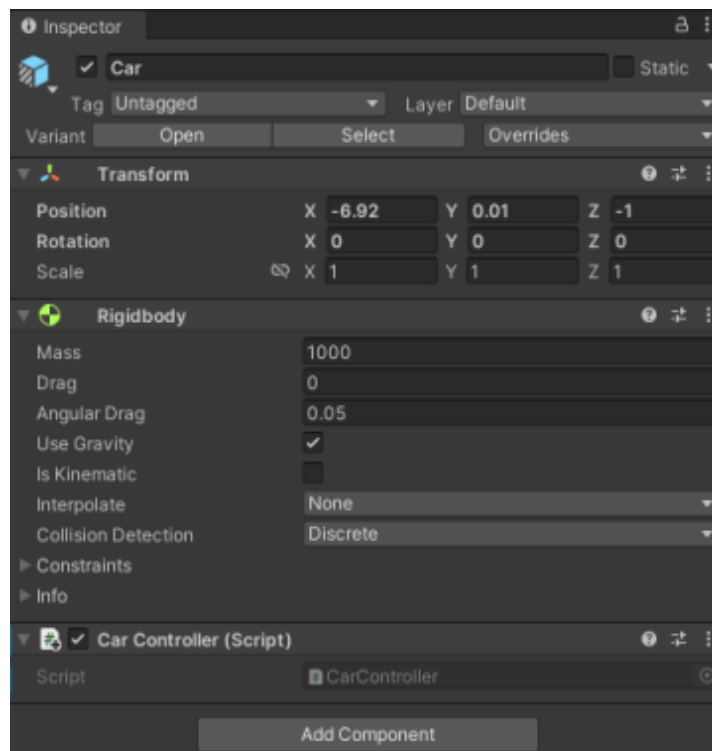 Inspector
Car Static
Tag Untagged Layer Default
Variant Open Select Overrides
Transform
Position X -6.92 Y 0.01 Z -1
Rotation X 0 Y 0 Z 0
Scale X 1 Y 1 Z 1
Rigidbody
Mass 1000
Drag 0
Angular Drag 0.05
Use Gravity
Is Kinematic
Interpolate None
Collision Detection Discrete
Constraints
Info
Car Controller (Script)
Script CarController
Add Component